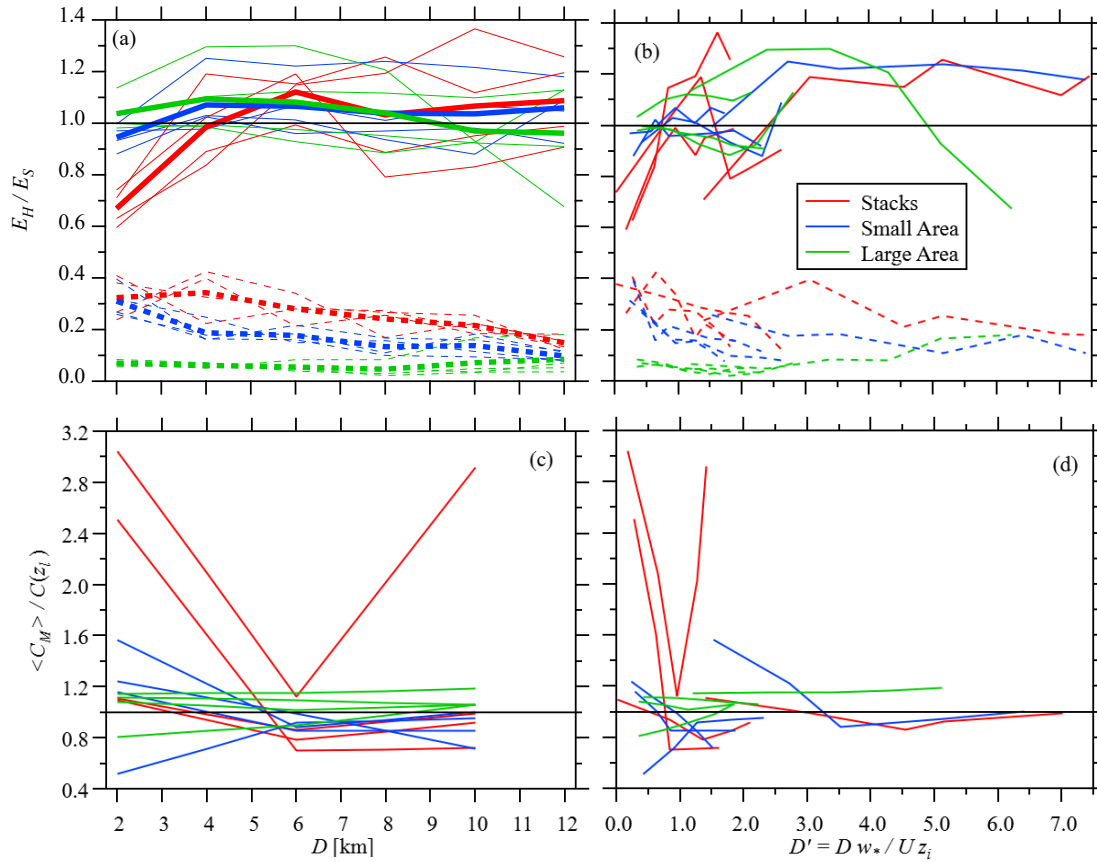 1.4
(a)
(b)
1.2
1.0
0.8
E_H / E_S
0.6
Stacks
Small Area
Large Area
0.4
0.2
0.0
3.2
(c)
(d)
2.8
2.4
2.0
<C_M> / C(z_l)
1.6
1.2
0.8
0.4
2 3 4 5 6 7 8 9 10 11 12
0.0 1.0 2.0 3.0 4.0 5.0 6.0 7.0
D [km]
D' = D w_* / U z_i